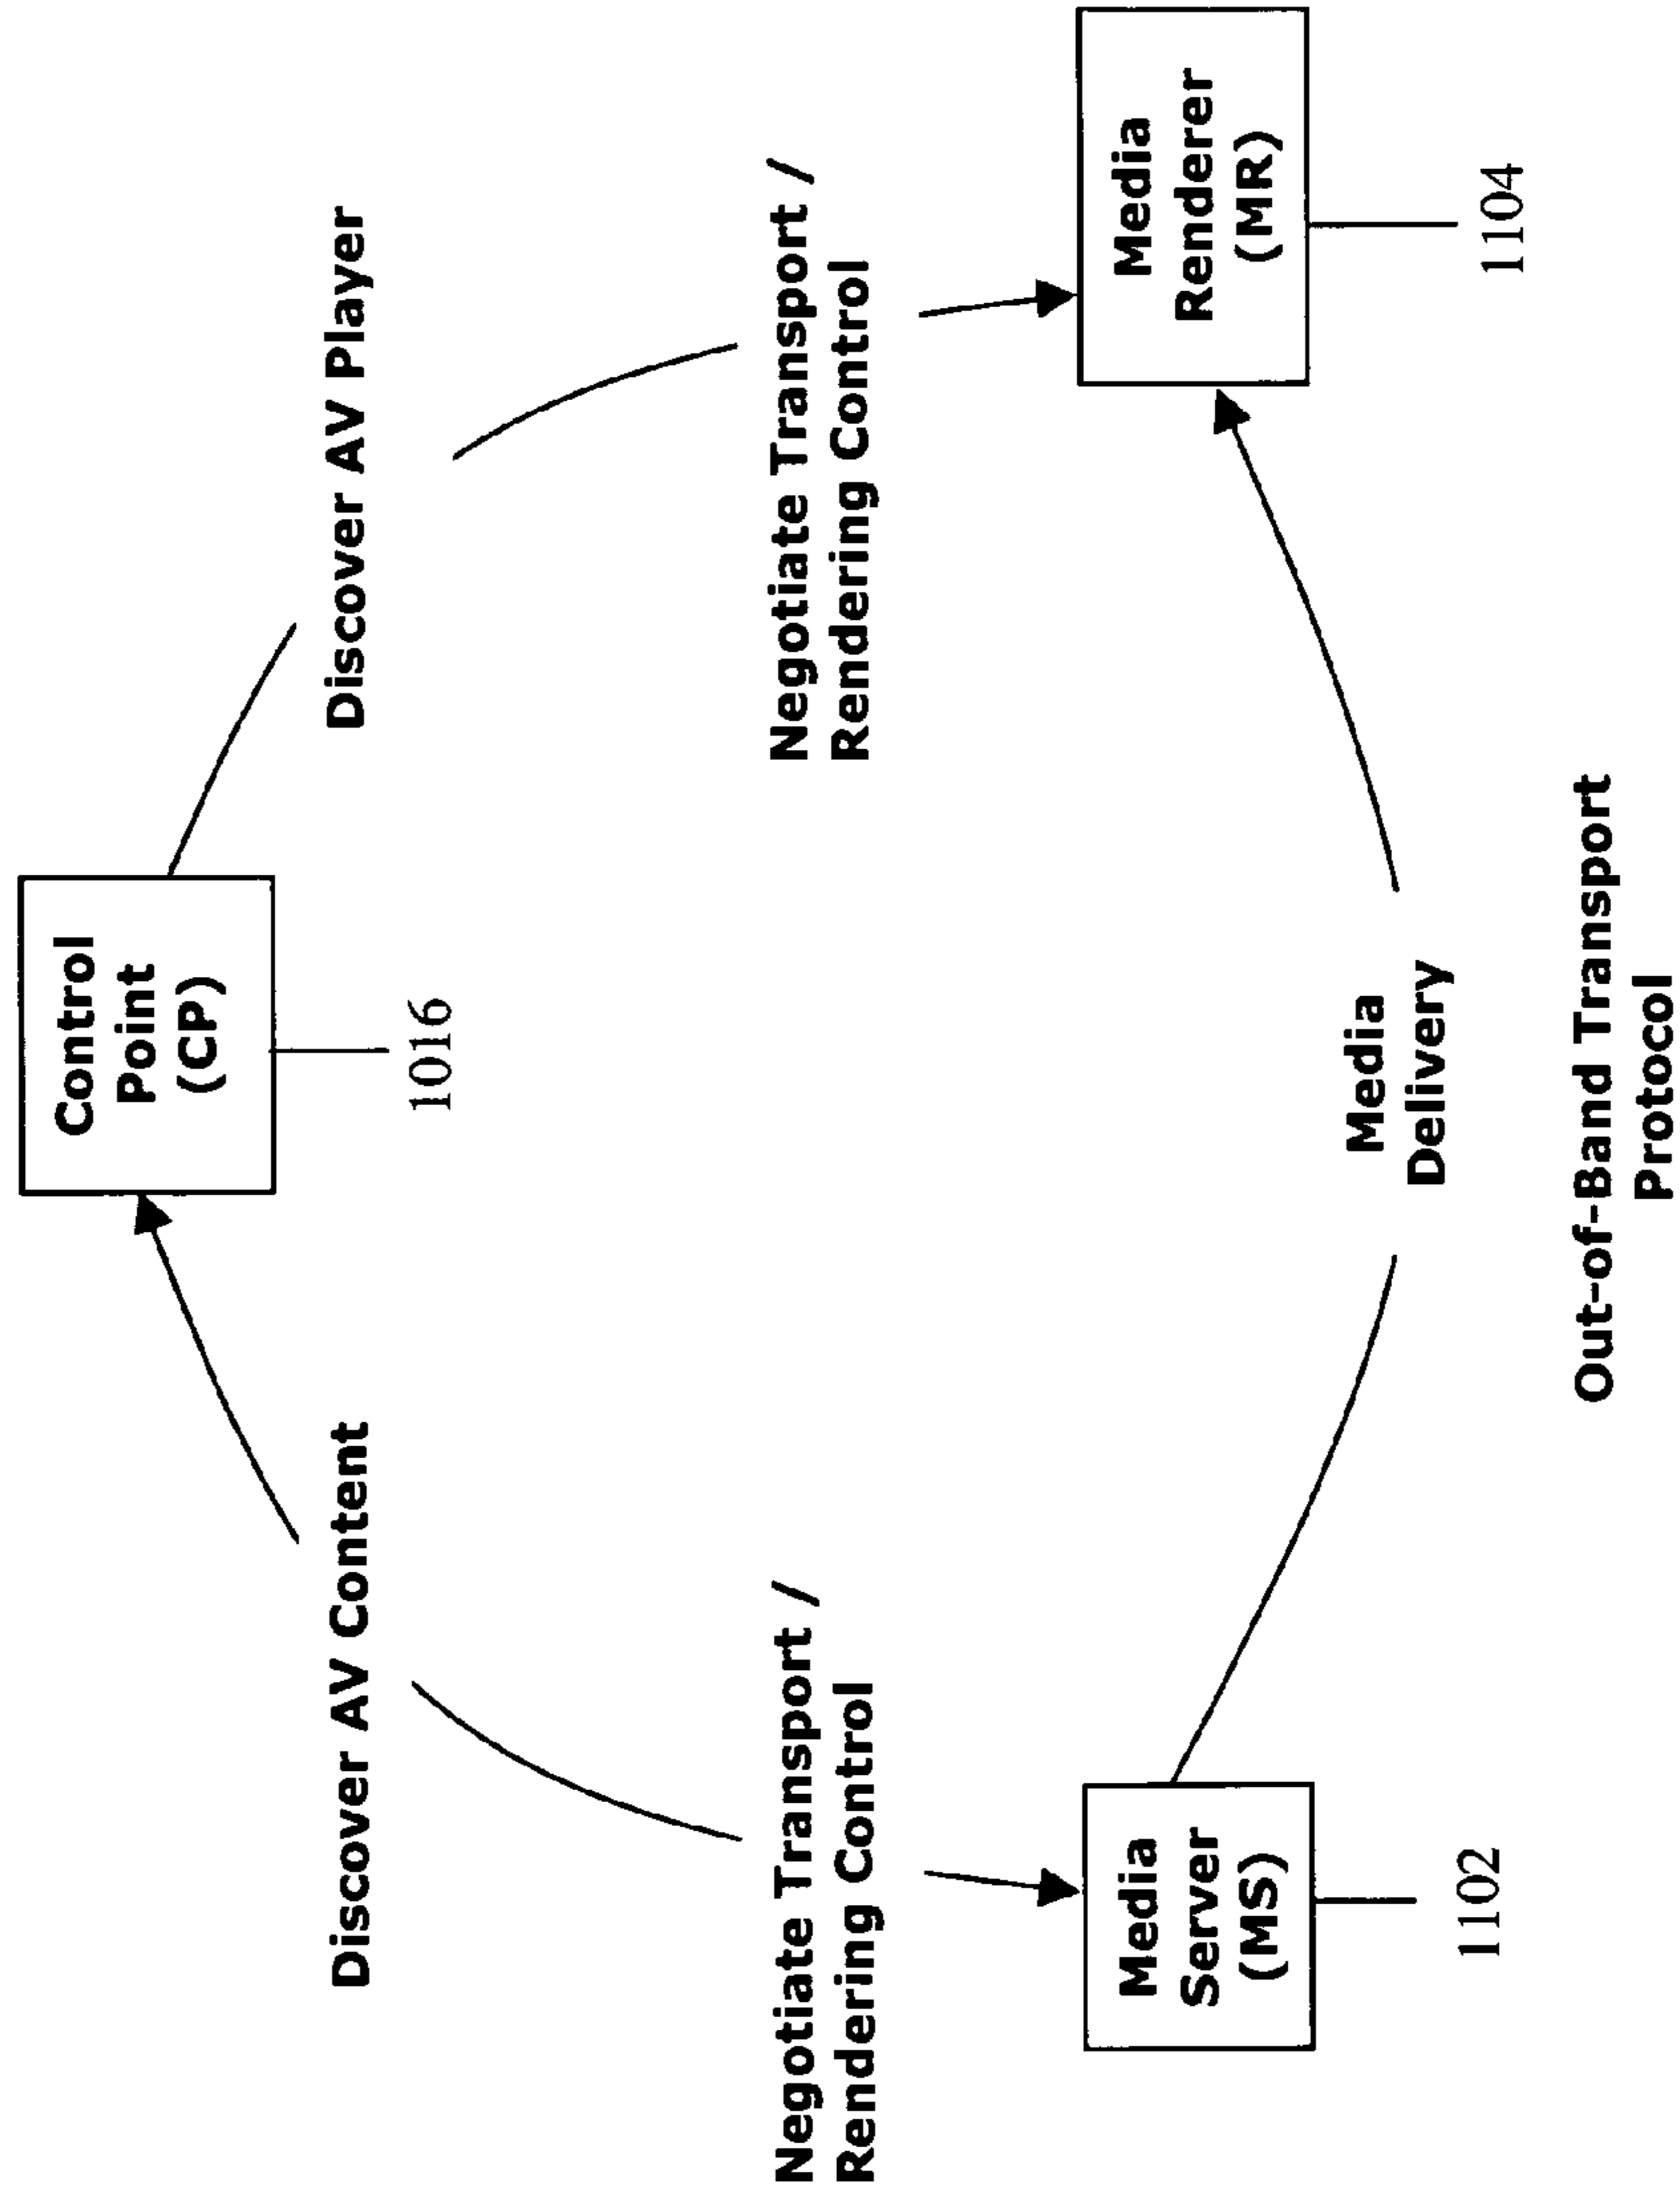 Control
Point
(CP)
1016
Discover AV Content
Discover AV Player
Negotiate Transport /
Rendering Control
Negotiate Transport /
Rendering Control
Media
Server
(MS)
1102
Media
Renderer
(MR)
1104
Media
Delivery
Out-of-Band Transport
Protocol